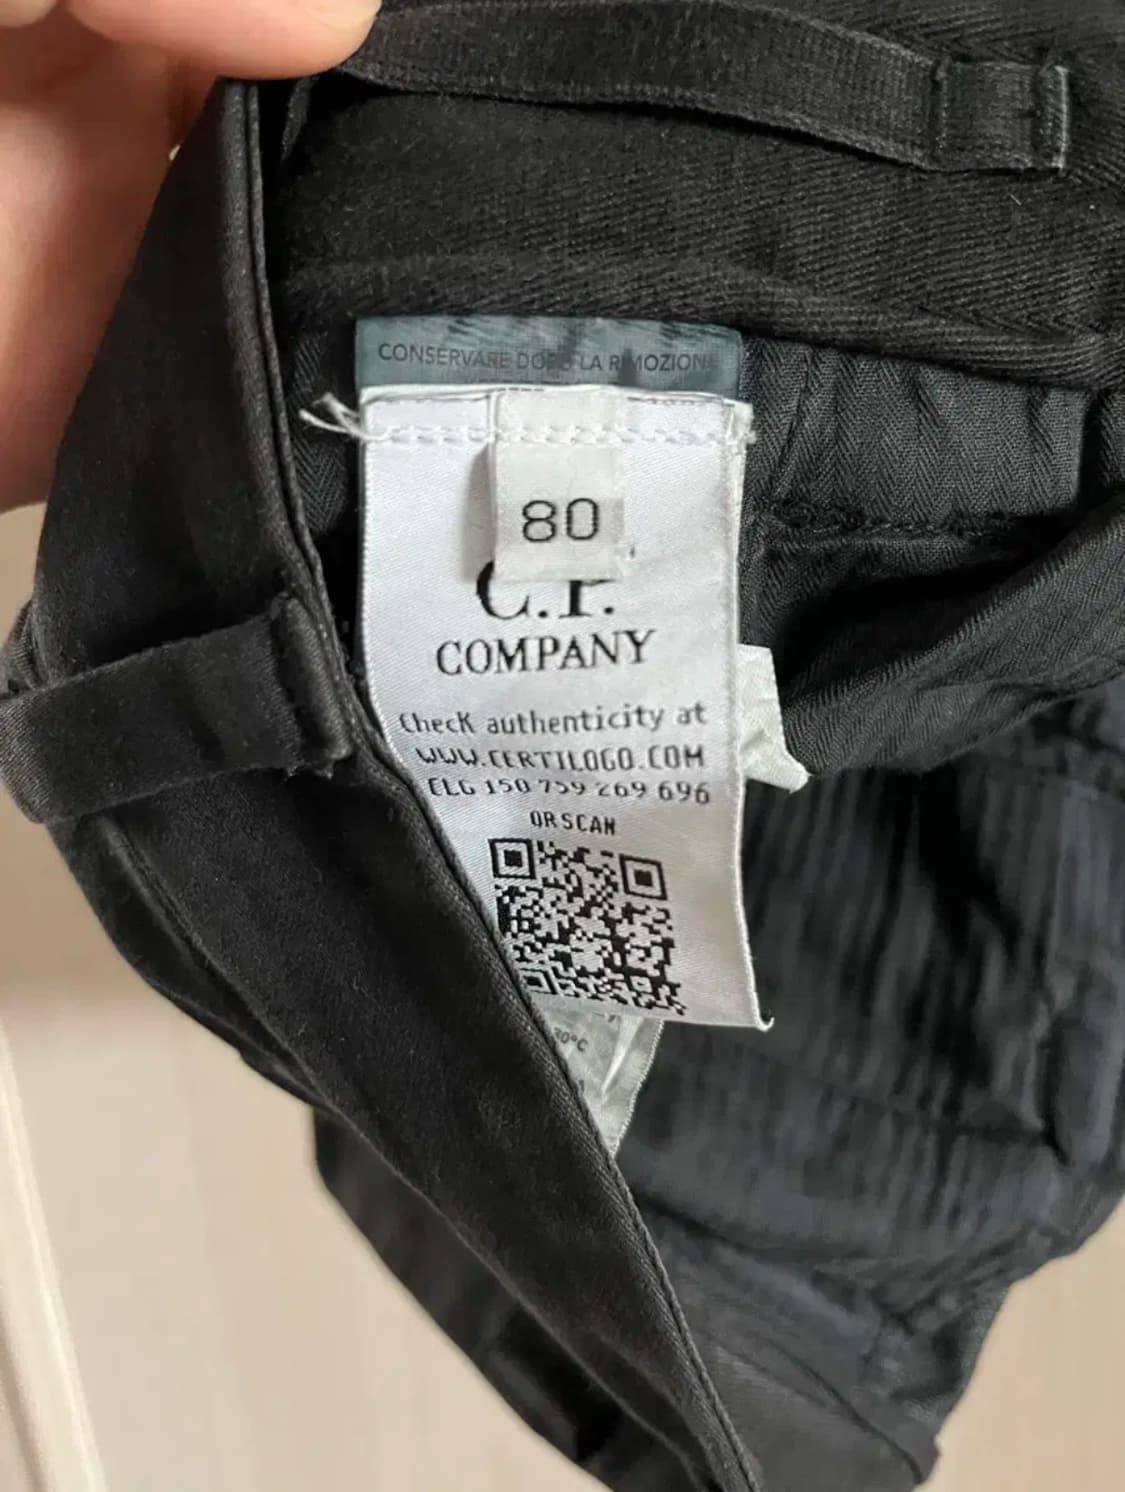 CONSERVARE DOPO LA RIMOZIONE
80
C.P.
COMPANY
Check authenticity at
WWW.CERTILOGO.COM
CLG 150 759 269 696
OR SCAN
30°C